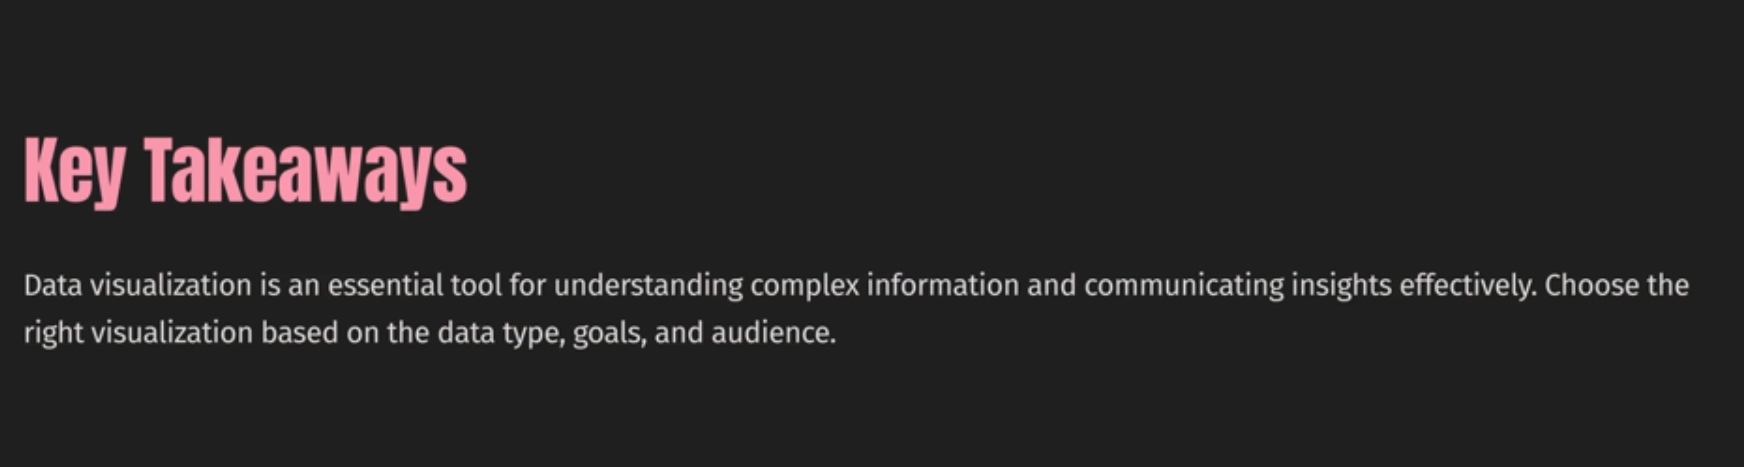 Key Takeaways
Data visualization is an essential tool for understanding complex information and communicating insights effectively. Choose the
right visualization based on the data type, goals, and audience.